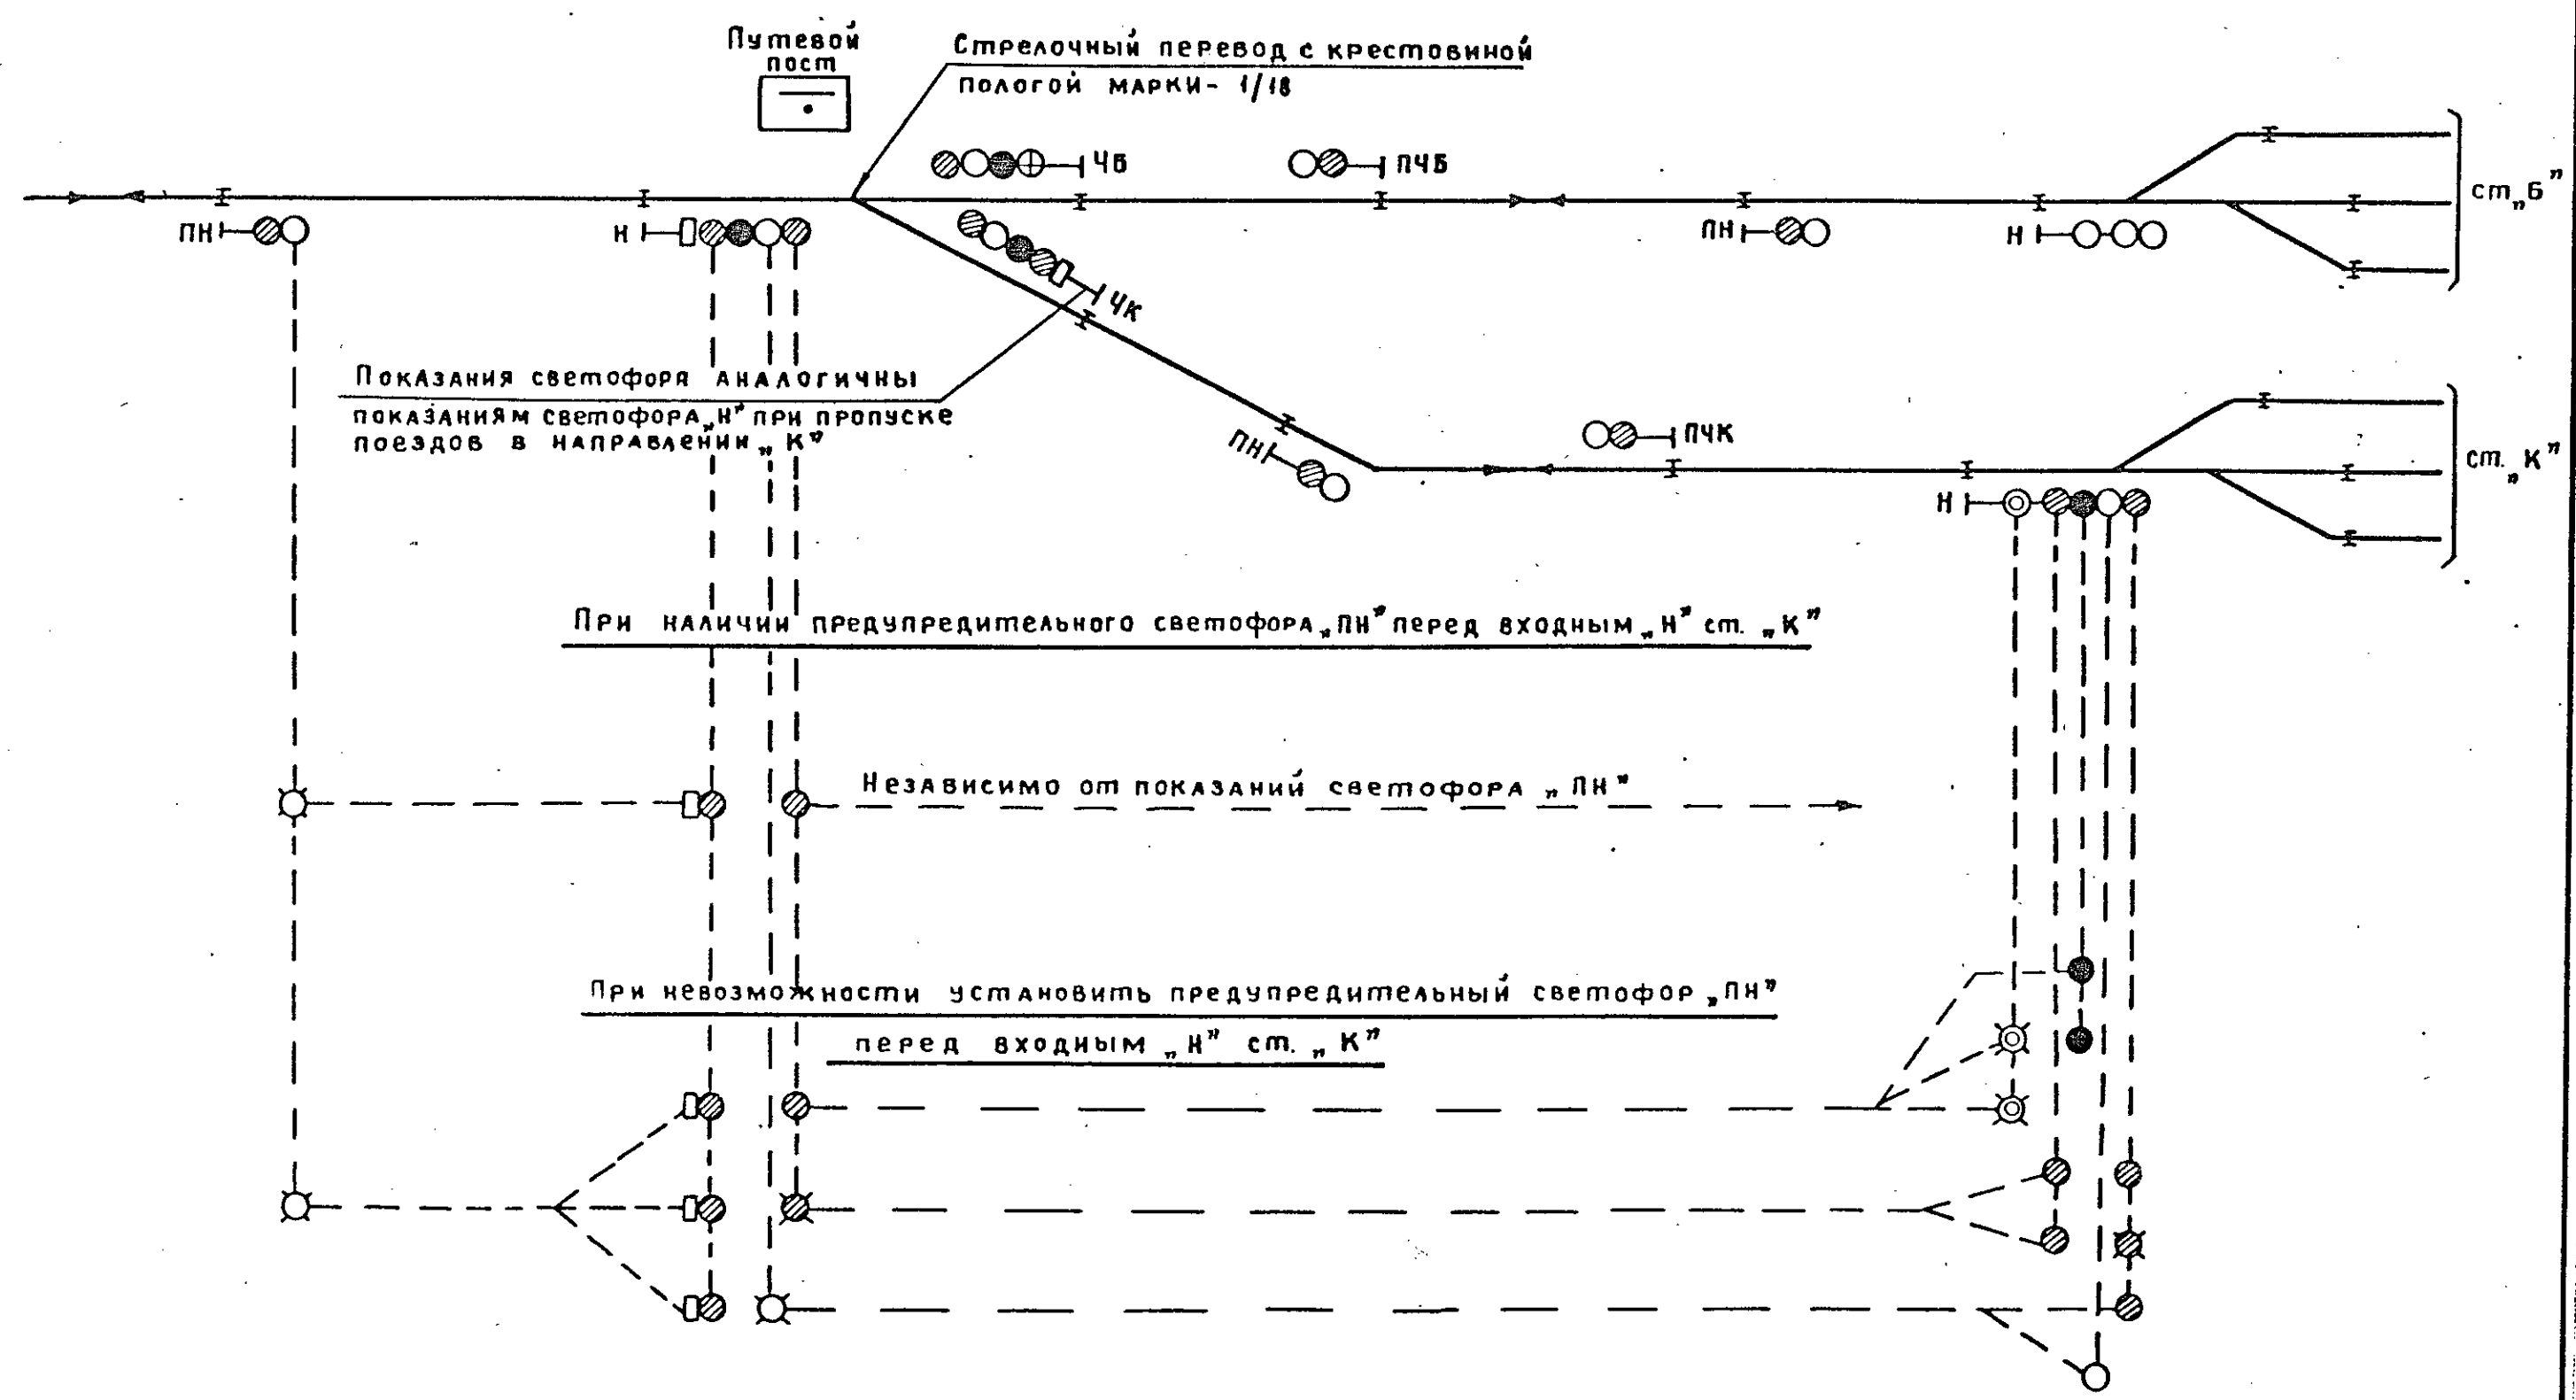 Путевой
пост
Стрелочный перевод с крестовиной
пологой марки- 1/18
ЧБ
ПЧБ
ст„Б”
ПН
Н
ПН
Н
ЧК
Показания светофора аналогичны
показаниям светофора„Н” при пропуске
поездов в направлении „К”
ПН
ПЧК
ст.„К”
Н
При наличии предупредительного светофора„ПН” перед входным „Н” ст. „К”
Независимо от показаний светофора „ПН”
При невозможности установить предупредительный светофор „ПН”
перед входным „Н” ст. „К”